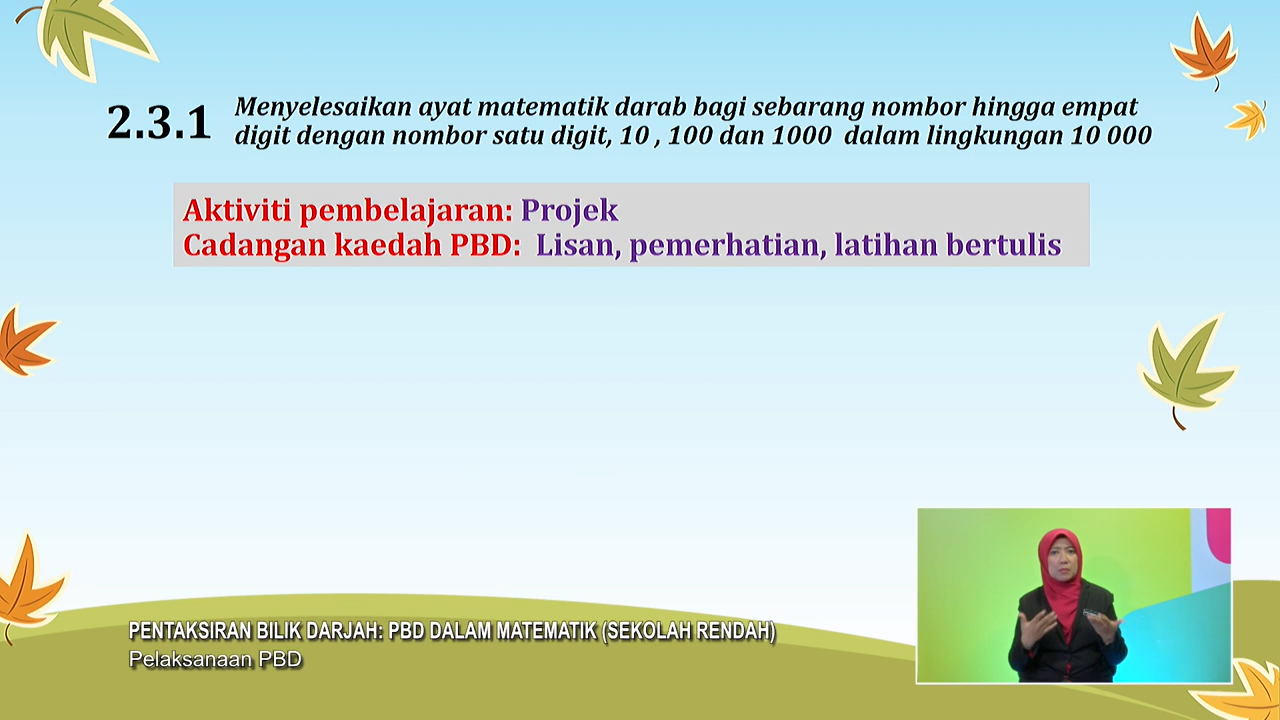 2.3.1
Menyelesaikan ayat matematik darab bagi sebarang nombor hingga empat
digit dengan nombor satu digit, 10 , 100 dan 1000 dalam lingkungan 10 000
Aktiviti pembelajaran: Projek
Cadangan kaedah PBD: Lisan, pemerhatian, latihan bertulis
PENTAKSIRAN BILIK DARJAH: PBD DALAM MATEMATIK (SEKOLAH RENDAH)
Pelaksanaan PBD